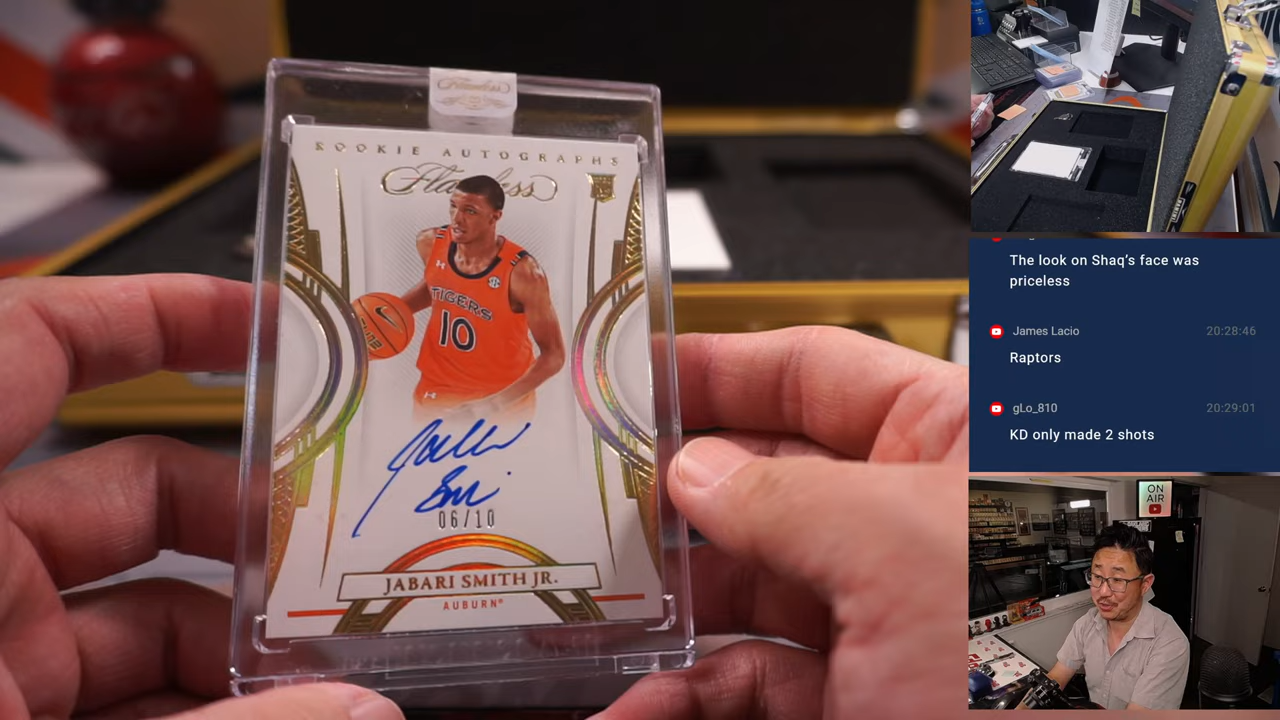 Flawless
ROOKIE AUTOGRAPHS
Flawless
RC
TIGERS
10
06/10
JABARI SMITH JR.
AUBURN
The look on Shaq's face was
priceless
James Lacio 20:28:46
Raptors
gLo_810 20:29:01
KD only made 2 shots
ON
AIR